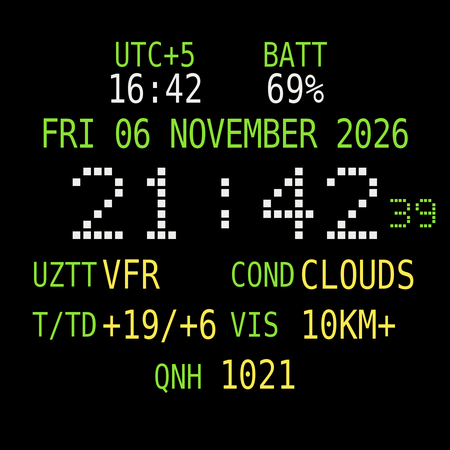 UTC+5 BATT
16:42 69%
FRI 06 NOVEMBER 2026
21:42 39
UZTT VFR COND CLOUDS
T/TD +19/+6 VIS 10KM+
QNH 1021